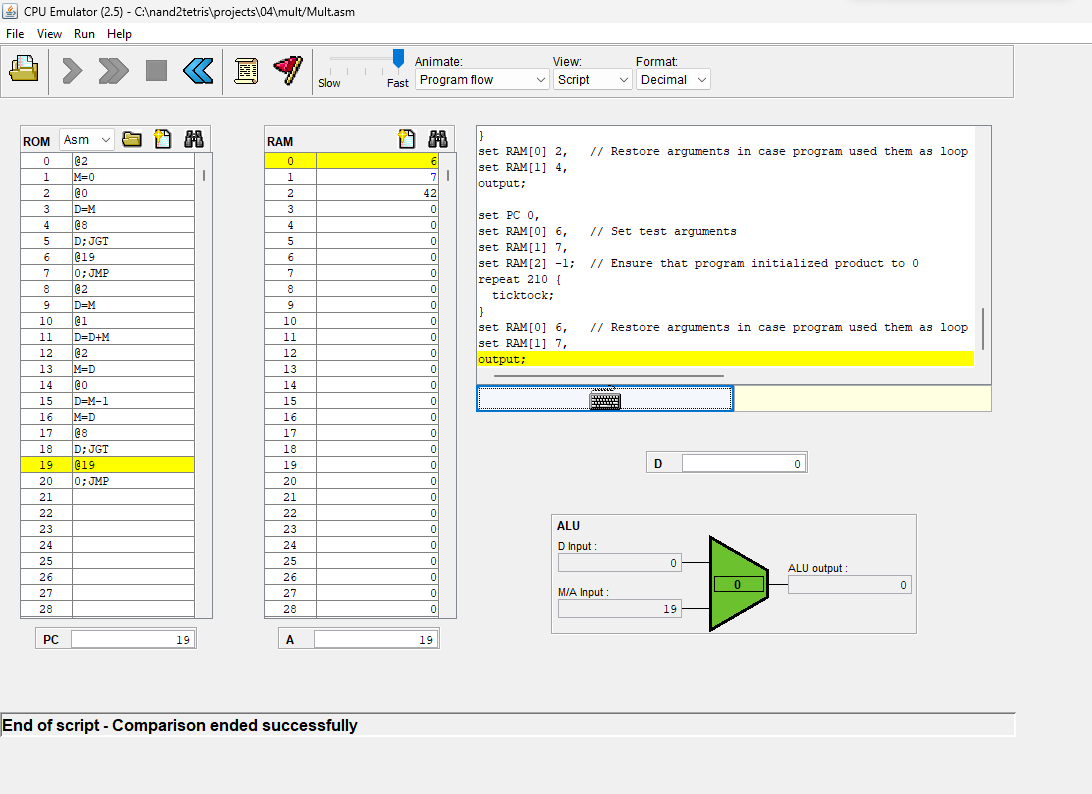 CPU Emulator (2.5) - C:\nand2tetris\projects\04\mult/Mult.asm
File View Run Help
Slow Fast
Animate: View: Format:
Program flow Script Decimal
ROM Asm
0 @2
1 M=0
2 @0
3 D=M
4 @8
5 D;JGT
6 @19
7 0;JMP
8 @2
9 D=M
10 @1
11 D=D+M
12 @2
13 M=D
14 @0
15 D=M-1
16 M=D
17 @8
18 D;JGT
19 @19
20 0;JMP
21
22
23
24
25
26
27
28
PC 19
RAM
0 6
1 7
2 42
3 0
4 0
5 0
6 0
7 0
8 0
9 0
10 0
11 0
12 0
13 0
14 0
15 0
16 0
17 0
18 0
19 0
20 0
21 0
22 0
23 0
24 0
25 0
26 0
27 0
28 0
A 19
}
set RAM[0] 2,   // Restore arguments in case program used them as loop
set RAM[1] 4,
output;
set PC 0,
set RAM[0] 6,   // Set test arguments
set RAM[1] 7,
set RAM[2] -1;  // Ensure that program initialized product to 0
repeat 210 {
  ticktock;
}
set RAM[0] 6,   // Restore arguments in case program used them as loop
set RAM[1] 7,
output;
D 0
ALU
D Input :
0
M/A Input :
19
0
ALU output :
0
End of script - Comparison ended successfully